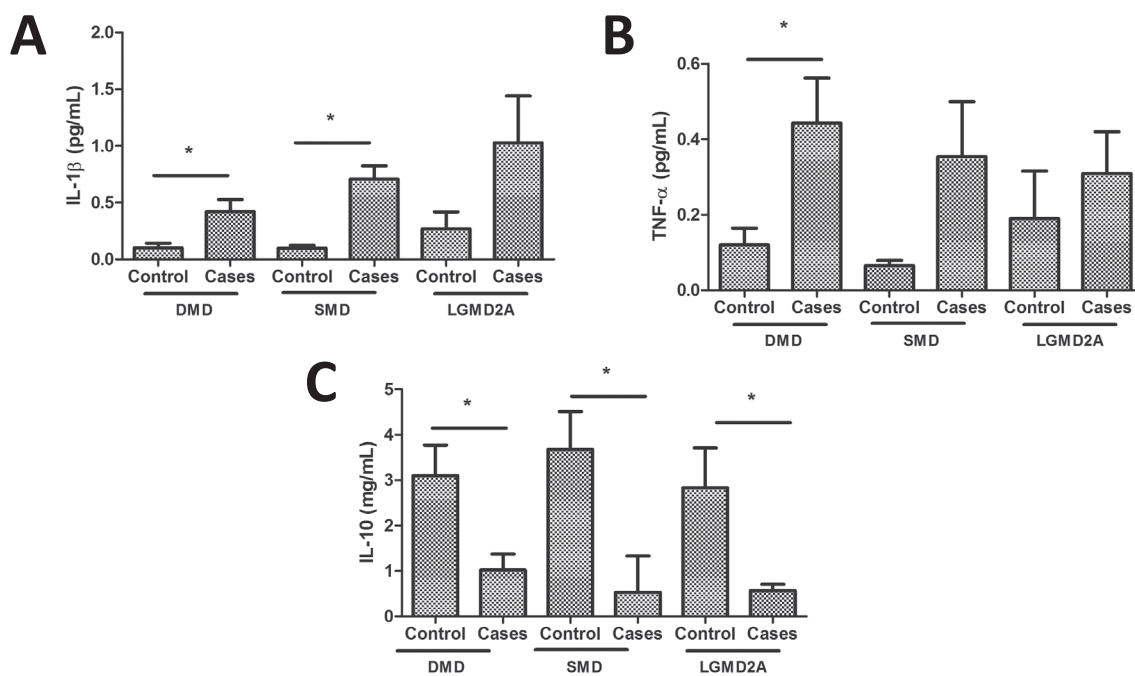 A
IL-1β (pg/mL)
2.0
1.5
1.0
0.5
0.0
*
*
Control Cases Control Cases Control Cases
DMD SMD LGMD2A
B
TNF-α (pg/mL)
0.6
0.4
0.2
0.0
*
Control Cases Control Cases Control Cases
DMD SMD LGMD2A
C
IL-10 (mg/mL)
5
4
3
2
1
0
*
*
*
Control Cases Control Cases Control Cases
DMD SMD LGMD2A